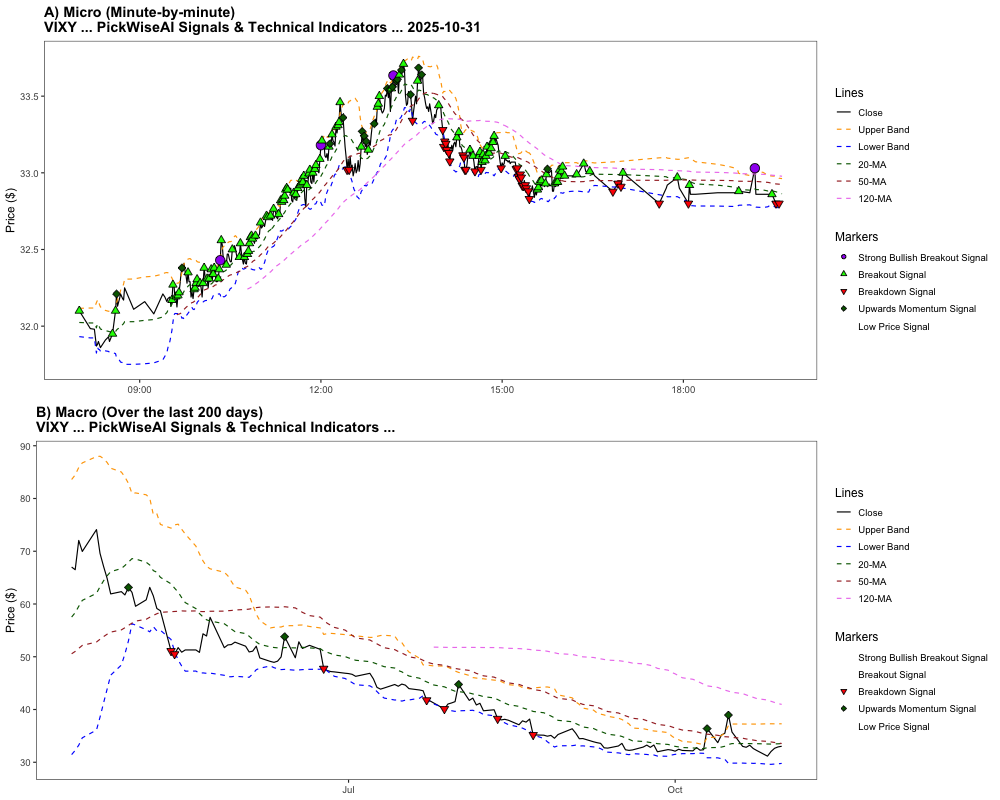 A) Micro (Minute-by-minute)
VIXY ... PickWiseAI Signals & Technical Indicators ... 2025-10-31
Price ($)
33.5
33.0
32.5
32.0
09:00
12:00
15:00
18:00
Lines
Close
Upper Band
Lower Band
20-MA
50-MA
120-MA
Markers
Strong Bullish Breakout Signal
Breakout Signal
Breakdown Signal
Upwards Momentum Signal
Low Price Signal
B) Macro (Over the last 200 days)
VIXY ... PickWiseAI Signals & Technical Indicators ...
Price ($)
90
80
70
60
50
40
30
Jul
Oct
Lines
Close
Upper Band
Lower Band
20-MA
50-MA
120-MA
Markers
Strong Bullish Breakout Signal
Breakout Signal
Breakdown Signal
Upwards Momentum Signal
Low Price Signal